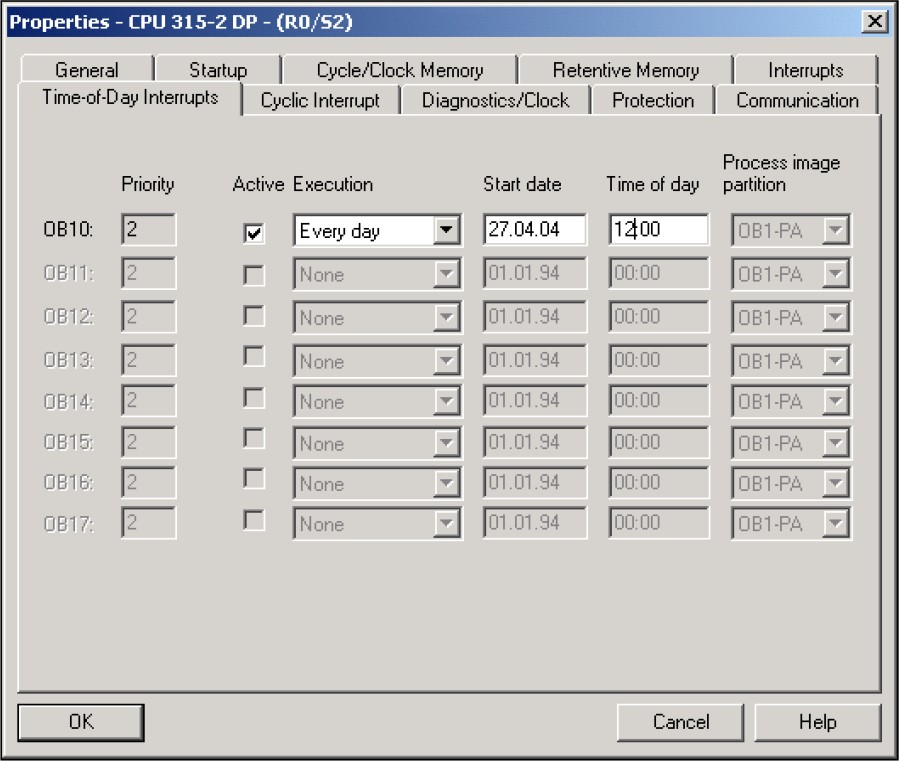 Properties - CPU 315-2 DP - (R0/S2)
General Startup Cycle/Clock Memory Retentive Memory Interrupts
Time-of-Day Interrupts Cyclic Interrupt Diagnostics/Clock Protection Communication
Process image
Priority Active Execution Start date Time of day partition
OB10: 2 Every day 27.04.04 12:00 OB1-PA
OB11: 2 None 01.01.94 00:00 OB1-PA
OB12: 2 None 01.01.94 00:00 OB1-PA
OB13: 2 None 01.01.94 00:00 OB1-PA
OB14: 2 None 01.01.94 00:00 OB1-PA
OB15: 2 None 01.01.94 00:00 OB1-PA
OB16: 2 None 01.01.94 00:00 OB1-PA
OB17: 2 None 01.01.94 00:00 OB1-PA
OK Cancel Help